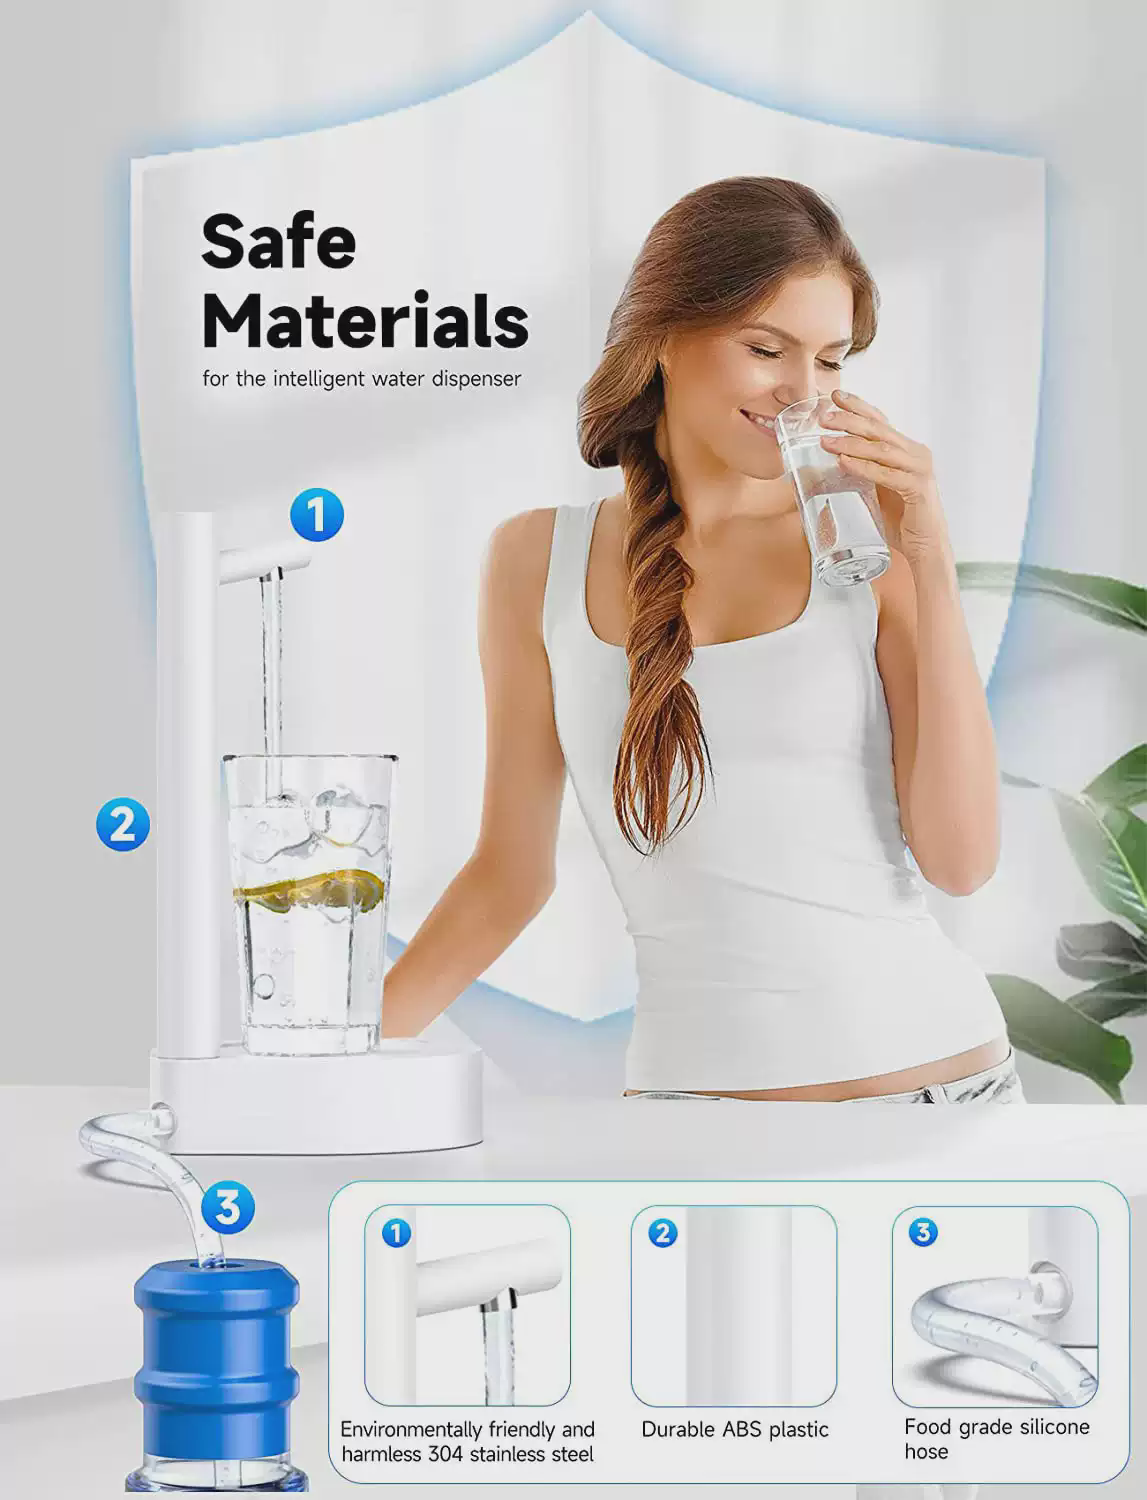 Safe
Materials
for the intelligent water dispenser
1
2
3
1
2
3
Environmentally friendly and
harmless 304 stainless steel
Durable ABS plastic
Food grade silicone
hose